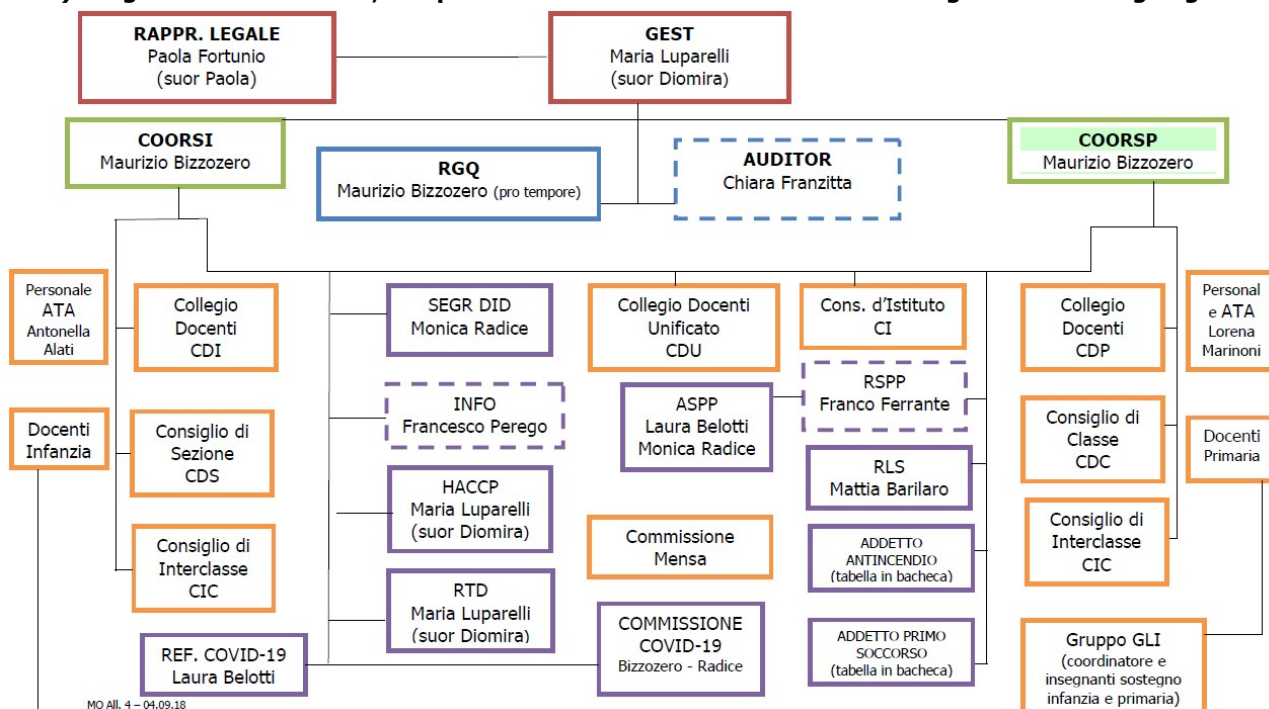 RAPPR. LEGALE
Paola Fortunio
(suor Paola)
GEST
Maria Luparelli
(suor Diomira)
COORSI
Maurizio Bizzozero
RGQ
Maurizio Bizzozero (pro tempore)
AUDITOR
Chiara Franzitta
COORSP
Maurizio Bizzozero
Personale
ATA
Antonella
Alati
Collegio
Docenti
CDI
SEGR DID
Monica Radice
Collegio Docenti
Unificato
CDU
Cons. d'Istituto
CI
Collegio
Docenti
CDP
Personal
e ATA
Lorena
Marinoni
INFO
Francesco Perego
ASPP
Laura Belotti
Monica Radice
RSPP
Franco Ferrante
Docenti
Infanzia
Consiglio di
Sezione
CDS
Consiglio di
Classe
CDC
Docenti
Primaria
HACCP
Maria Luparelli
(suor Diomira)
RLS
Mattia Barilaro
Consiglio di
Interclasse
CIC
Commissione
Mensa
ADDETTO
ANTINCENDIO
(tabella in bacheca)
Consiglio di
Interclasse
CIC
RTD
Maria Luparelli
(suor Diomira)
REF. COVID-19
Laura Belotti
COMMISSIONE
COVID-19
Bizzozero - Radice
ADDETTO PRIMO
SOCCORSO
(tabella in bacheca)
Gruppo GLI
(coordinatore e
insegnanti sostegno
infanzia e primaria)
MO All. 4 – 04.09.18